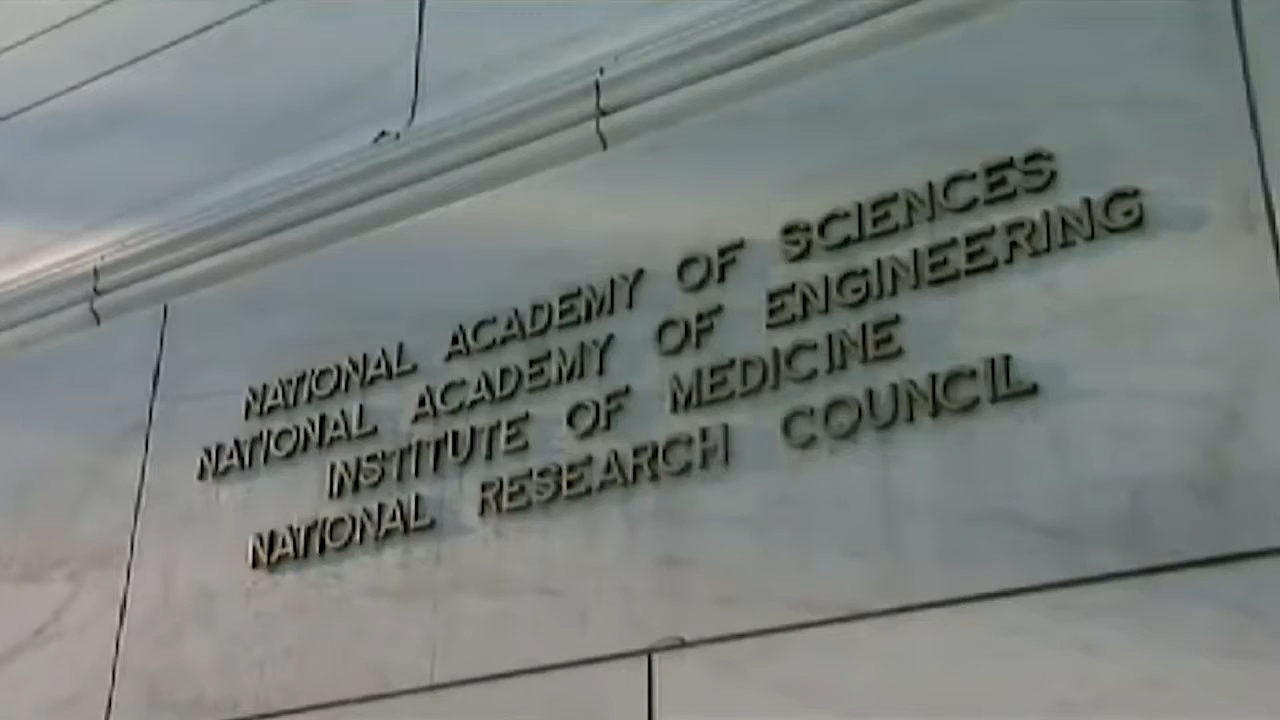 NATIONAL ACADEMY OF SCIENCES
NATIONAL ACADEMY OF ENGINEERING
INSTITUTE OF MEDICINE
NATIONAL RESEARCH COUNCIL